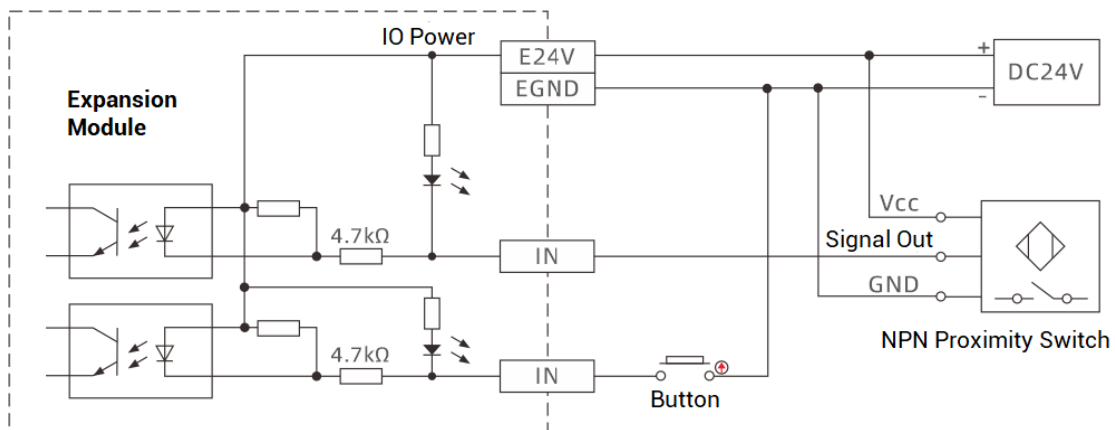 IO Power
E24V
EGND
+
-
DC24V
Expansion
Module
Vcc
4.7kΩ
IN
Signal Out
GND
NPN Proximity Switch
4.7kΩ
IN
Button